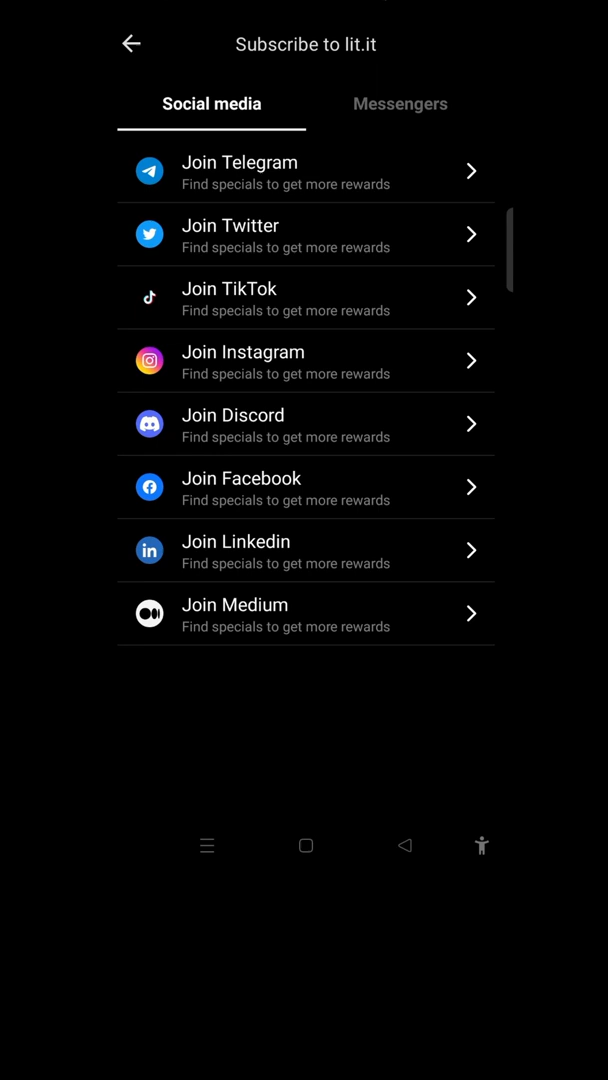 Subscribe to lit.it
Social media
Messengers
Join Telegram
Find specials to get more rewards
Join Twitter
Find specials to get more rewards
Join TikTok
Find specials to get more rewards
Join Instagram
Find specials to get more rewards
Join Discord
Find specials to get more rewards
Join Facebook
Find specials to get more rewards
in
Join Linkedin
Find specials to get more rewards
Join Medium
Find specials to get more rewards